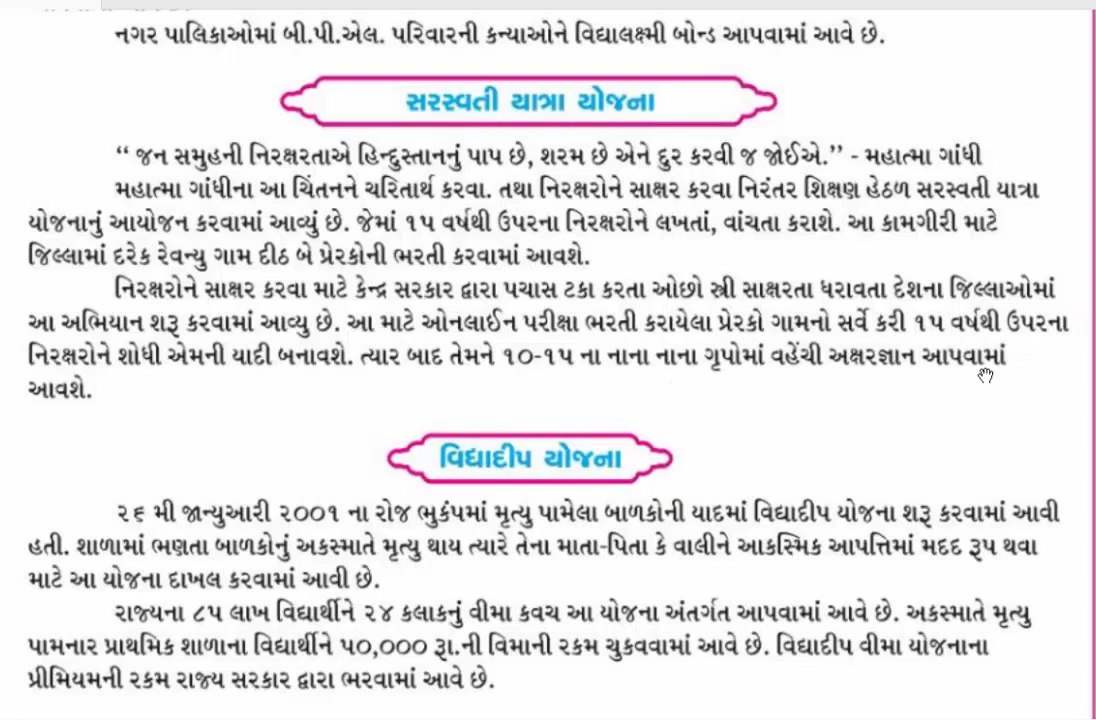 નગર પાલિકાઓમાં બી.પી.એલ. પરિવારની કન્યાઓને વિદ્યાલક્ષ્મી બોન્ડ આપવામાં આવે છે.
સરસ્વતી યાત્રા યોજના
“ જન સમુહની નિરક્ષરતાએ હિન્દુસ્તાનનું પાપ છે, શરમ છે એને દુર કરવી જ જોઈએ.” - મહાત્મા ગાંધી
મહાત્મા ગાંધીના આ ચિંતનને ચરિતાર્થ કરવા. તથા નિરક્ષરોને સાક્ષર કરવા નિરંતર શિક્ષણ હેઠળ સરસ્વતી યાત્રા
યોજનાનું આયોજન કરવામાં આવ્યું છે. જેમાં ૧૫ વર્ષથી ઉપરના નિરક્ષરોને લખતાં, વાંચતા કરાશે. આ કામગીરી માટે
જિલ્લામાં દરેક રેવન્યુ ગામ દીઠ બે પ્રેરકોની ભરતી કરવામાં આવશે.
નિરક્ષરોને સાક્ષર કરવા માટે કેન્દ્ર સરકાર દ્વારા પચાસ ટકા કરતા ઓછો સ્ત્રી સાક્ષરતા ધરાવતા દેશના જિલ્લાઓમાં
આ અભિયાન શરૂ કરવામાં આવ્યુ છે. આ માટે ઓનલાઈન પરીક્ષા ભરતી કરાયેલા પ્રેરકો ગામનો સર્વે કરી ૧૫ વર્ષથી ઉપરના
નિરક્ષરોને શોધી એમની યાદી બનાવશે. ત્યાર બાદ તેમને ૧૦-૧૫ ના નાના નાના ગૃપોમાં વહેંચી અક્ષરજ્ઞાન આપવામાં
આવશે.
વિદ્યાદીપ યોજના
૨૬ મી જાન્યુઆરી ૨૦૦૧ ના રોજ ભુકંપમાં મૃત્યુ પામેલા બાળકોની યાદમાં વિદ્યાદીપ યોજના શરૂ કરવામાં આવી
હતી. શાળામાં ભણતા બાળકોનું અકસ્માતે મૃત્યુ થાય ત્યારે તેના માતા-પિતા કે વાલીને આકસ્મિક આપત્તિમાં મદદ રૂપ થવા
માટે આ યોજના દાખલ કરવામાં આવી છે.
રાજ્યના ૮૫ લાખ વિદ્યાર્થીને ૨૪ કલાકનું વીમા કવચ આ યોજના અંતર્ગત આપવામાં આવે છે. અકસ્માતે મૃત્યુ
પામનાર પ્રાથમિક શાળાના વિદ્યાર્થીને ૫૦,૦૦૦ રૂા.ની વિમાની રકમ ચુકવવામાં આવે છે. વિદ્યાદીપ વીમા યોજનાના
પ્રીમિયમની રકમ રાજ્ય સરકાર દ્વારા ભરવામાં આવે છે.